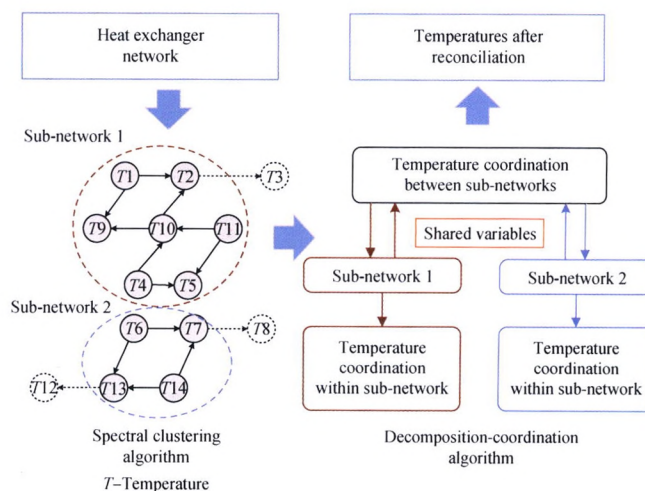 Heat exchanger
network
Temperatures after
reconciliation
Sub-network 1
T1
T2
T3
T9
T10
T11
T4
T5
Temperature coordination
between sub-networks
Shared variables
Sub-network 1
Sub-network 2
Sub-network 2
T6
T7
T8
T12
T13
T14
Temperature
coordination
within sub-network
Temperature
coordination
within sub-network
Spectral clustering
algorithm
T–Temperature
Decomposition-coordination
algorithm